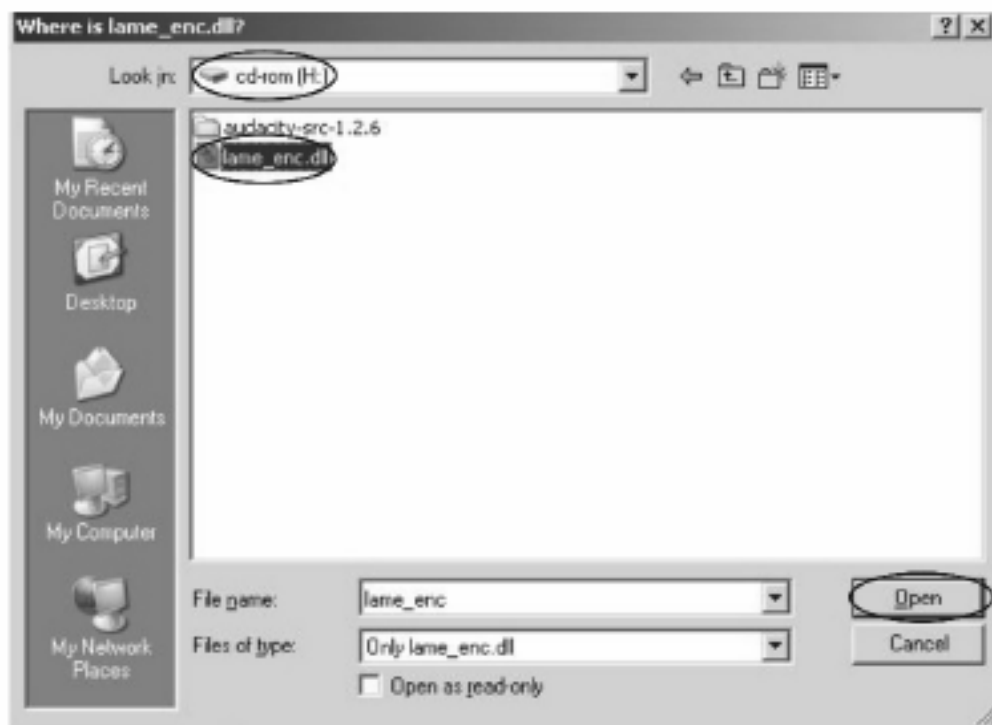 Where is lame_enc.dll?
Look in:
cd-rom (H:)
audacity-src-1.2.6
lame_enc.dll
My Recent
Documents
Desktop
My Documents
My Computer
My Network
Places
File name:
lame_enc
Open
Files of type:
Only lame_enc.dll
Cancel
Open as read-only